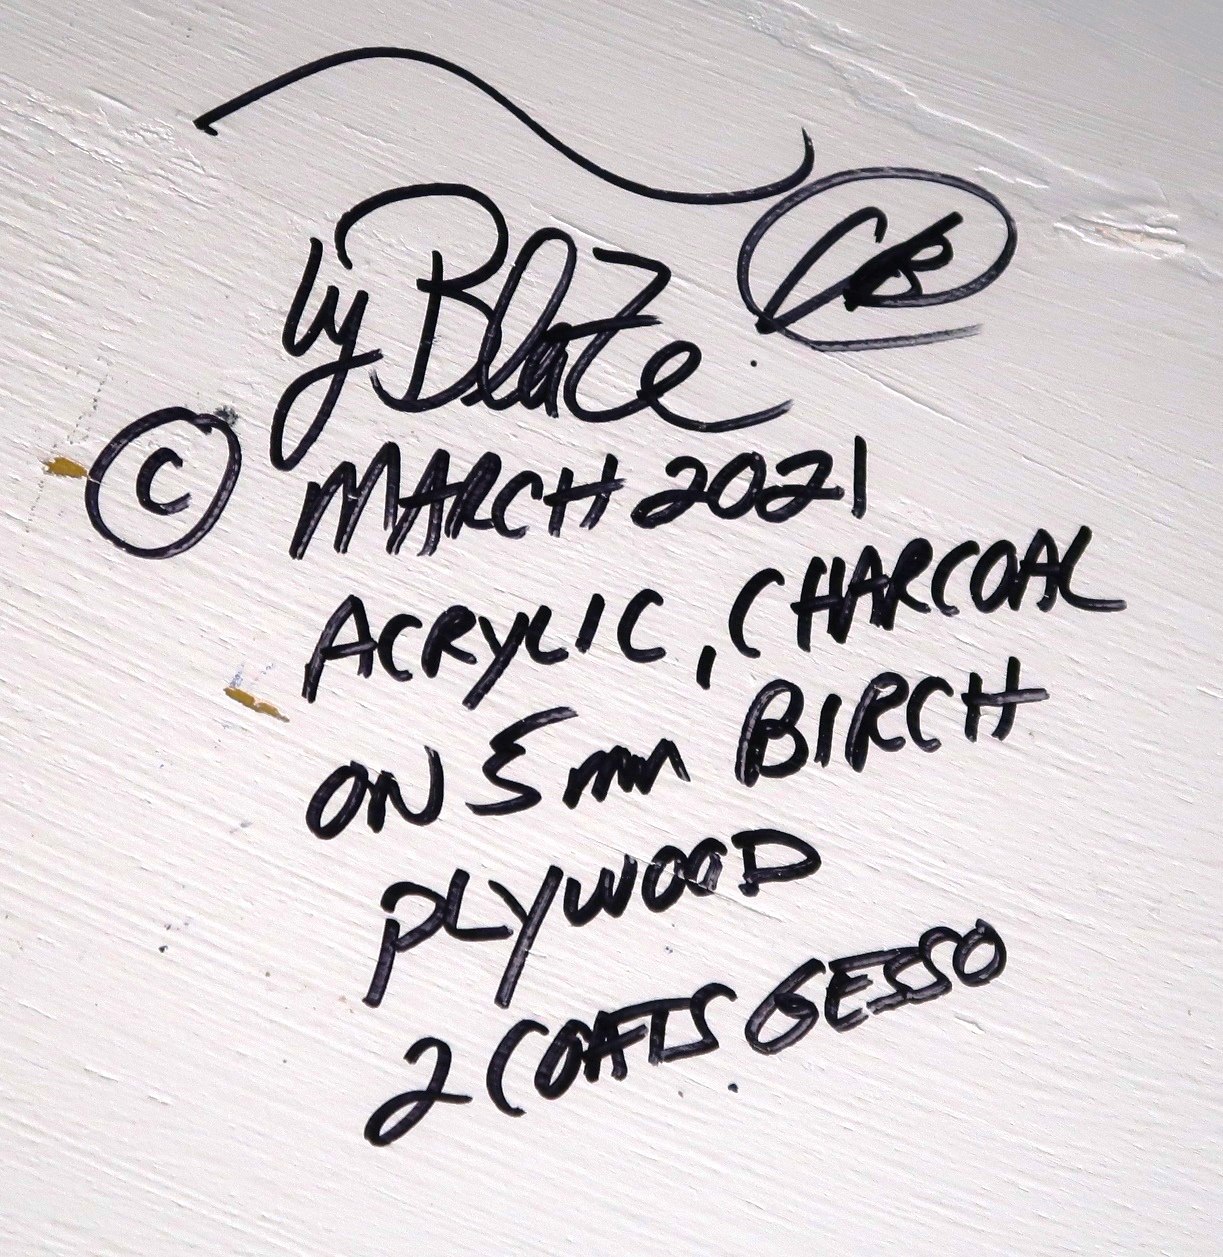 CB
by Blaze
© MARCH 2021
ACRYLIC, CHARCOAL
ON 5mm BIRCH
PLYWOOD
2 COATS GESSO